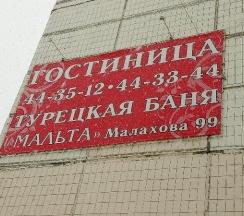 ГОСТИНИЦА
44-35-12•44-33-44
ТУРЕЦКАЯ БАНЯ
«МАЛЬТА» Малахова 99